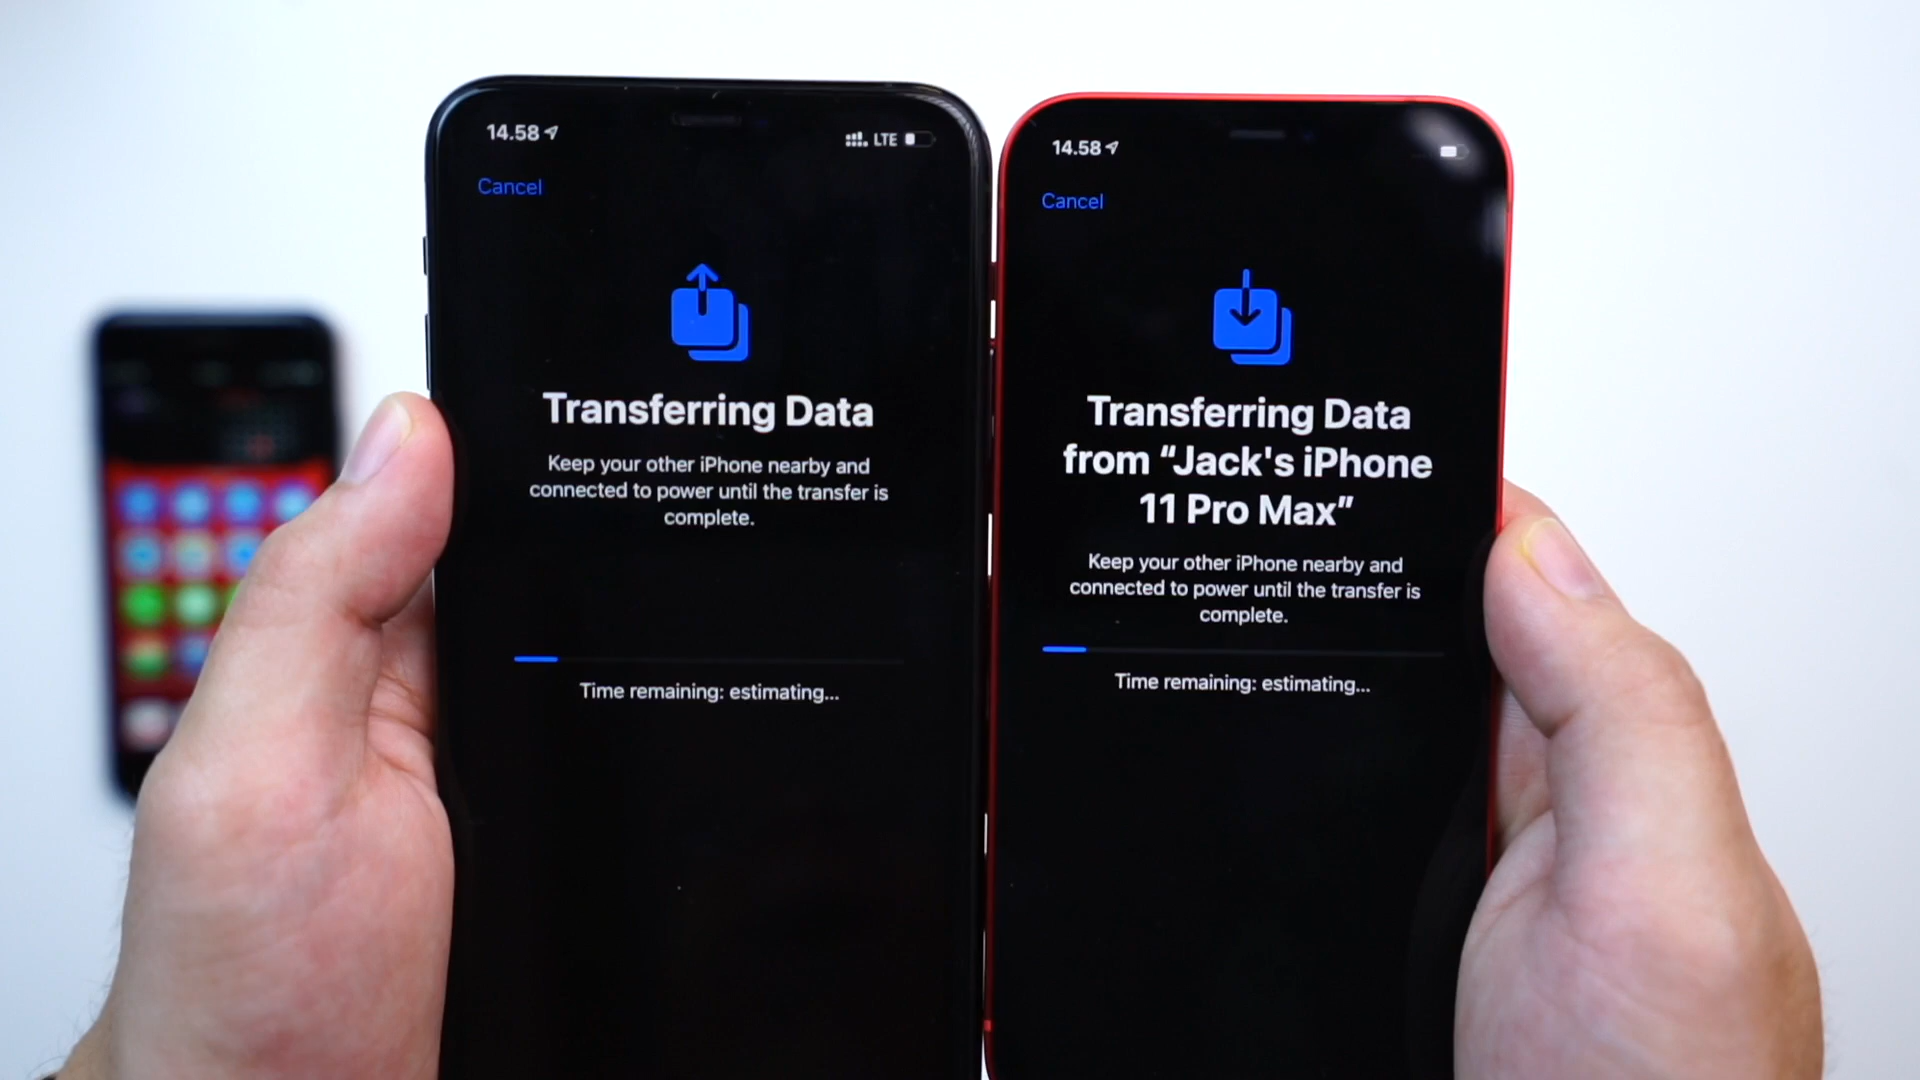 14.58
LTE
Cancel
Transferring Data
Keep your other iPhone nearby and
connected to power until the transfer is
complete.
Time remaining: estimating...
14.58
Cancel
Transferring Data
from “Jack's iPhone
11 Pro Max”
Keep your other iPhone nearby and
connected to power until the transfer is
complete.
Time remaining: estimating...